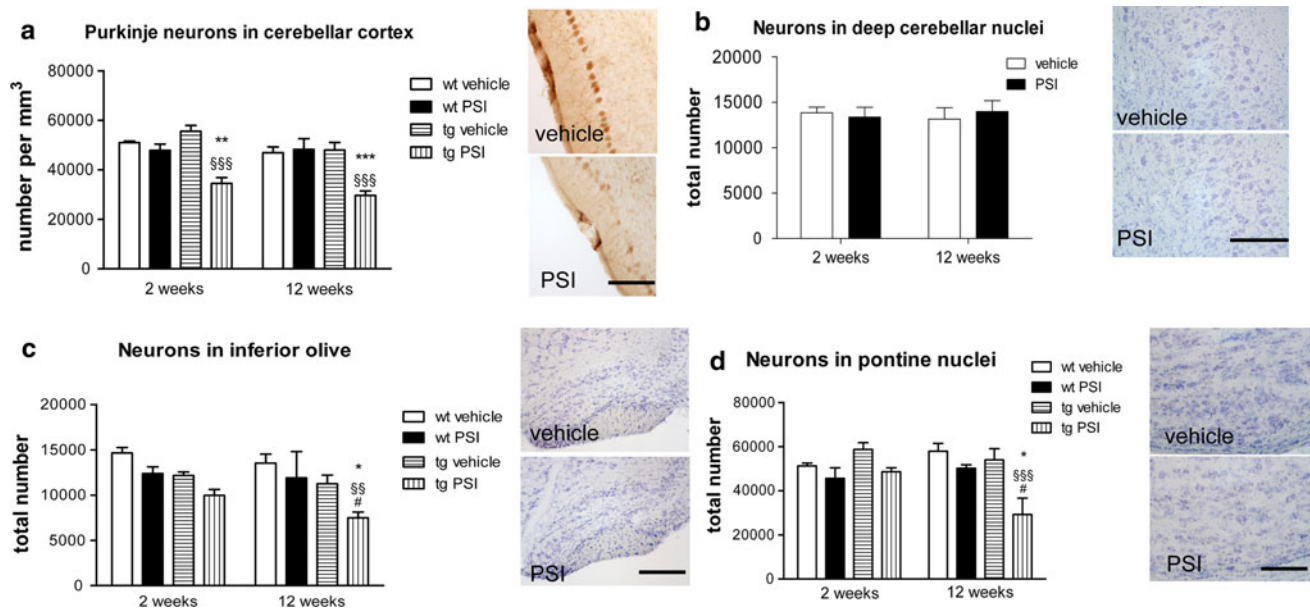 a
Purkinje neurons in cerebellar cortex
number per mm³
80000
60000
40000
20000
0
**
§§§
***
§§§
2 weeks
12 weeks
wt vehicle
wt PSI
tg vehicle
tg PSI
vehicle
PSI
b
Neurons in deep cerebellar nuclei
total number
20000
15000
10000
5000
0
2 weeks
12 weeks
vehicle
PSI
vehicle
PSI
c
Neurons in inferior olive
total number
20000
15000
10000
5000
0
*
§§
#
2 weeks
12 weeks
wt vehicle
wt PSI
tg vehicle
tg PSI
vehicle
PSI
d
Neurons in pontine nuclei
total number
80000
60000
40000
20000
0
wt vehicle
wt PSI
tg vehicle
tg PSI
*
§§§
#
2 weeks
12 weeks
vehicle
PSI